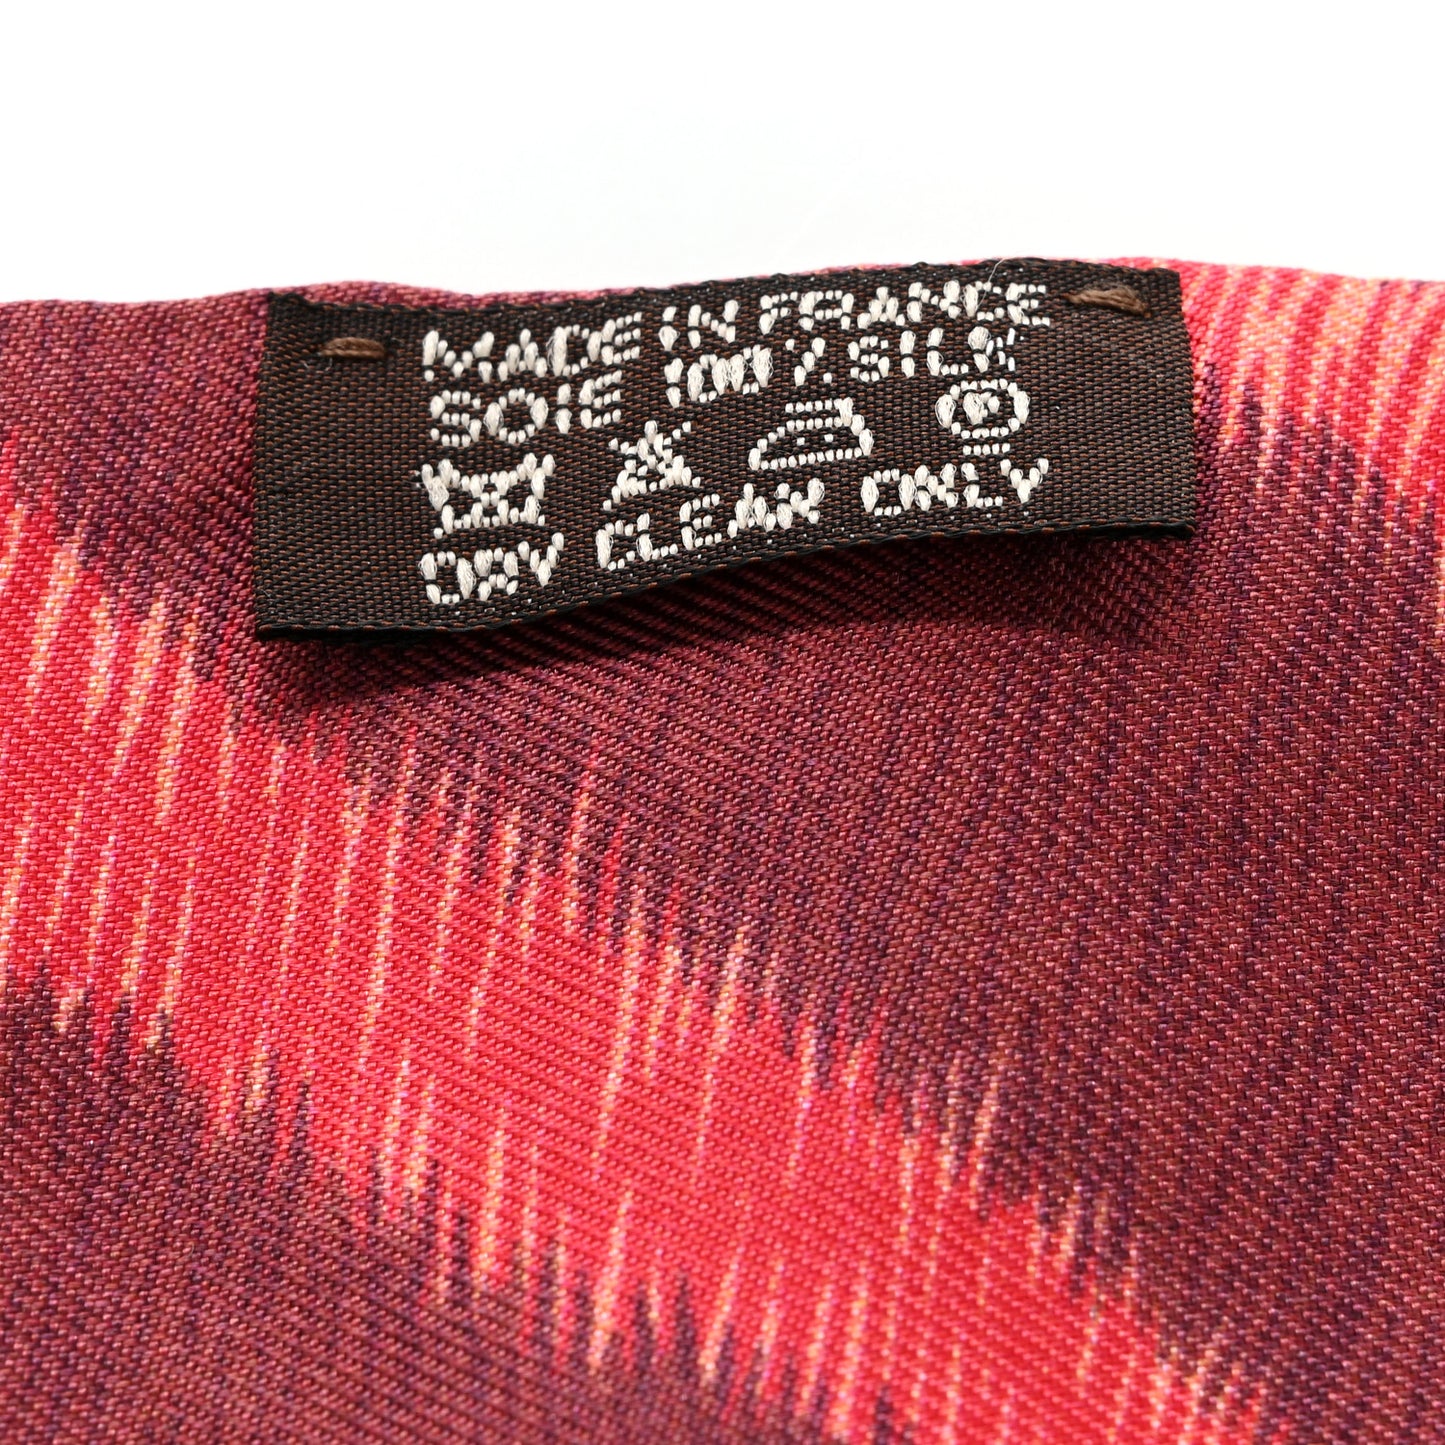 MADE IN FRANCE
SOIE 100% SILK
P
DRY CLEAN ONLY